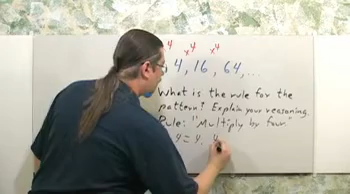 x4 x4 x4
4, 16, 64, ...
What is the rule for the
pattern? Explain your reasoning.
Rule: "Multiply by four"
4 = 4, 4